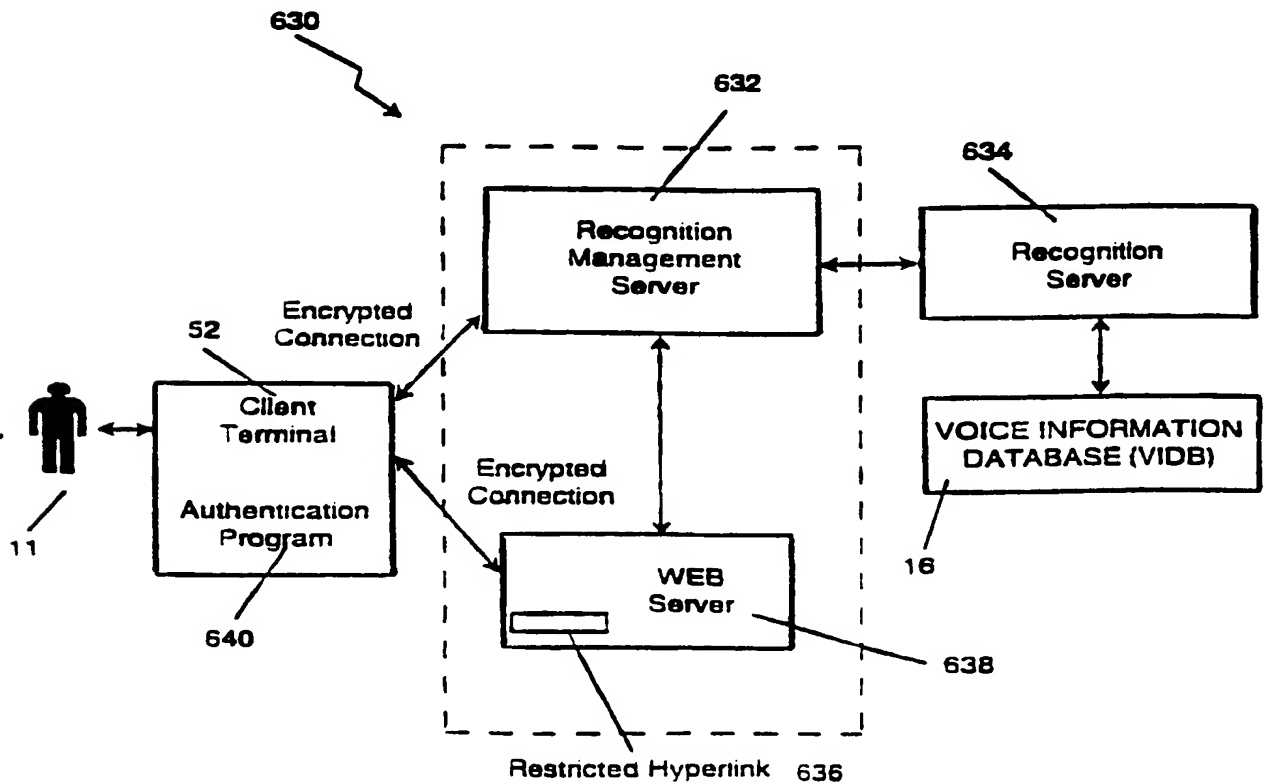 630
632
634
Recognition
Management
Server
Recognition
Server
Encrypted
Connection
52
Client
Terminal
VOICE INFORMATION
DATABASE (VIDB)
Encrypted
Connection
Authentication
Program
11
16
WEB
Server
640
638
Restricted Hyperlink 636